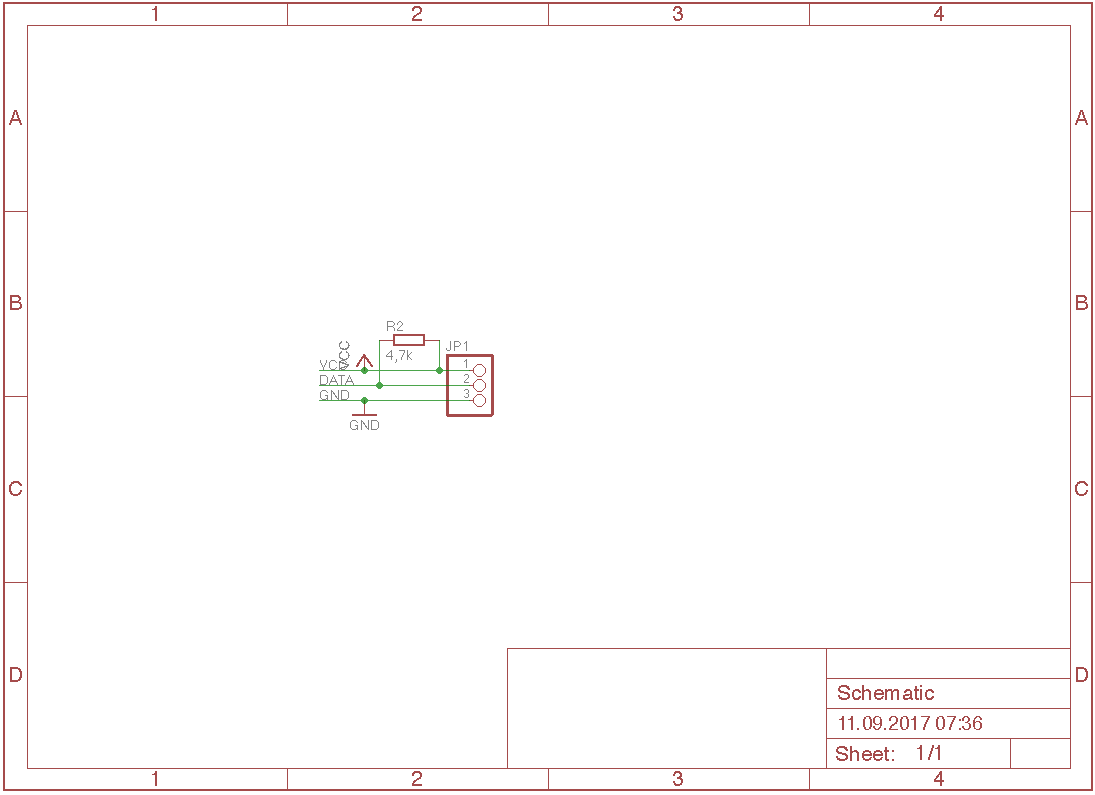 1 2 3 4
A A
B B
R2
JP1
VCC
4,7k
VCC 1
DATA 2
GND 3
GND
C C
D D
Schematic
11.09.2017 07:36
Sheet: 1/1
1 2 3 4